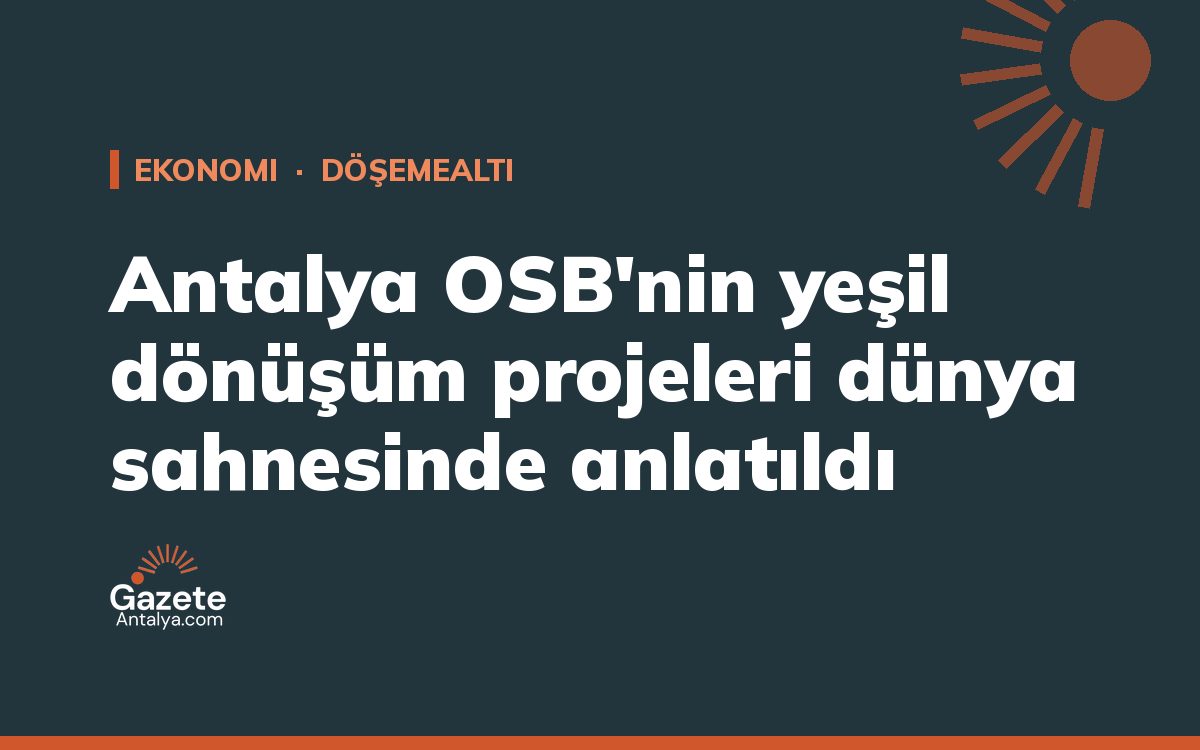 EKONOMI · DÖŞEMEALTI
Antalya OSB'nin yeşil
dönüşüm projeleri dünya
sahnesinde anlatıldı
Gazete
Antalya.com